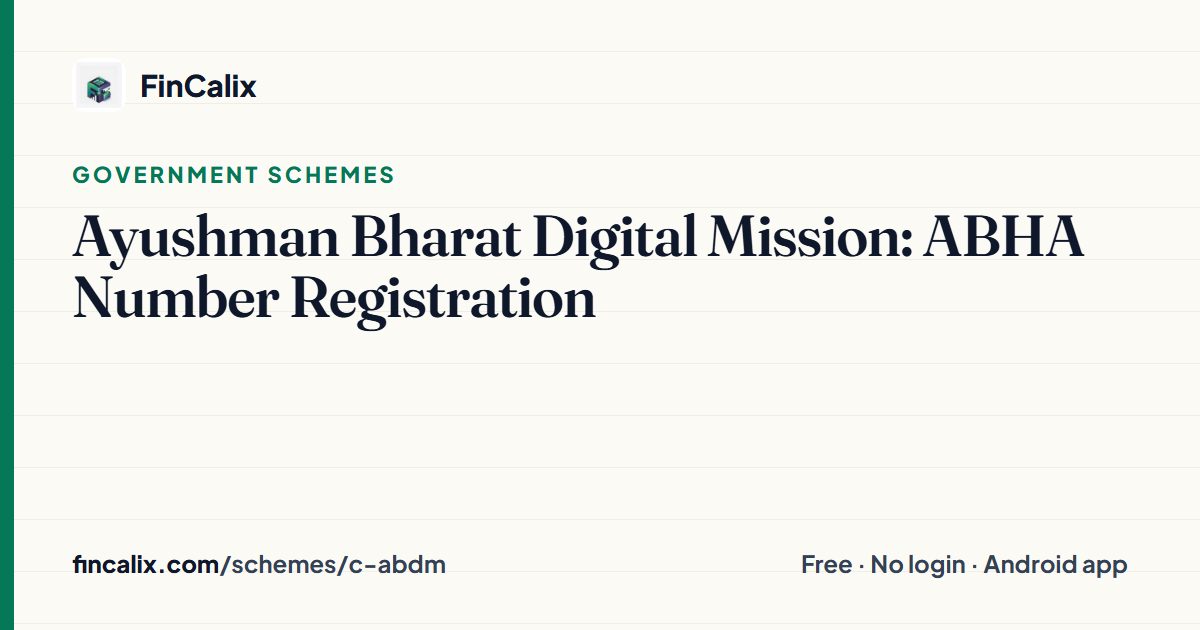 FinCalix
GOVERNMENT SCHEMES
Ayushman Bharat Digital Mission: ABHA
Number Registration
fincalix.com/schemes/c-abdm
Free · No login · Android app